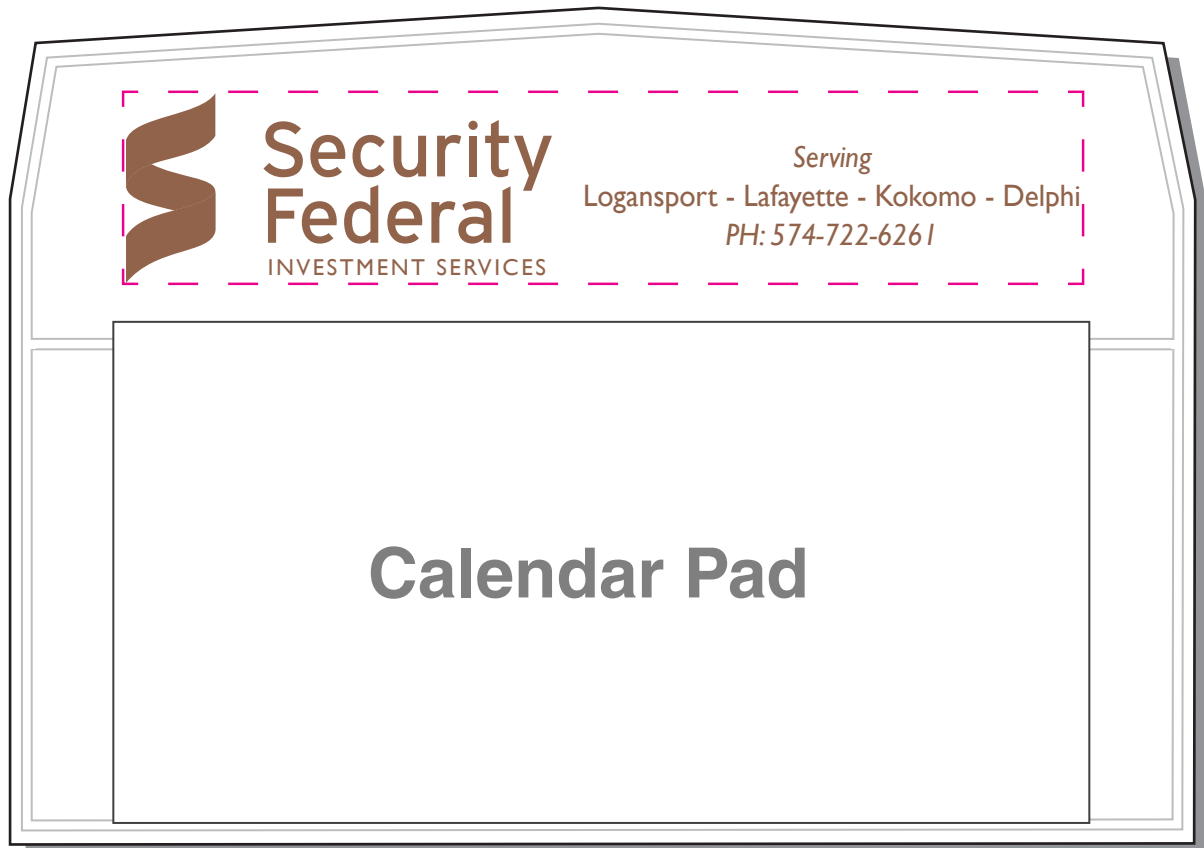 Security
Federal
INVESTMENT SERVICES
Serving
Logansport - Lafayette - Kokomo - Delphi
PH: 574-722-6261
Calendar Pad